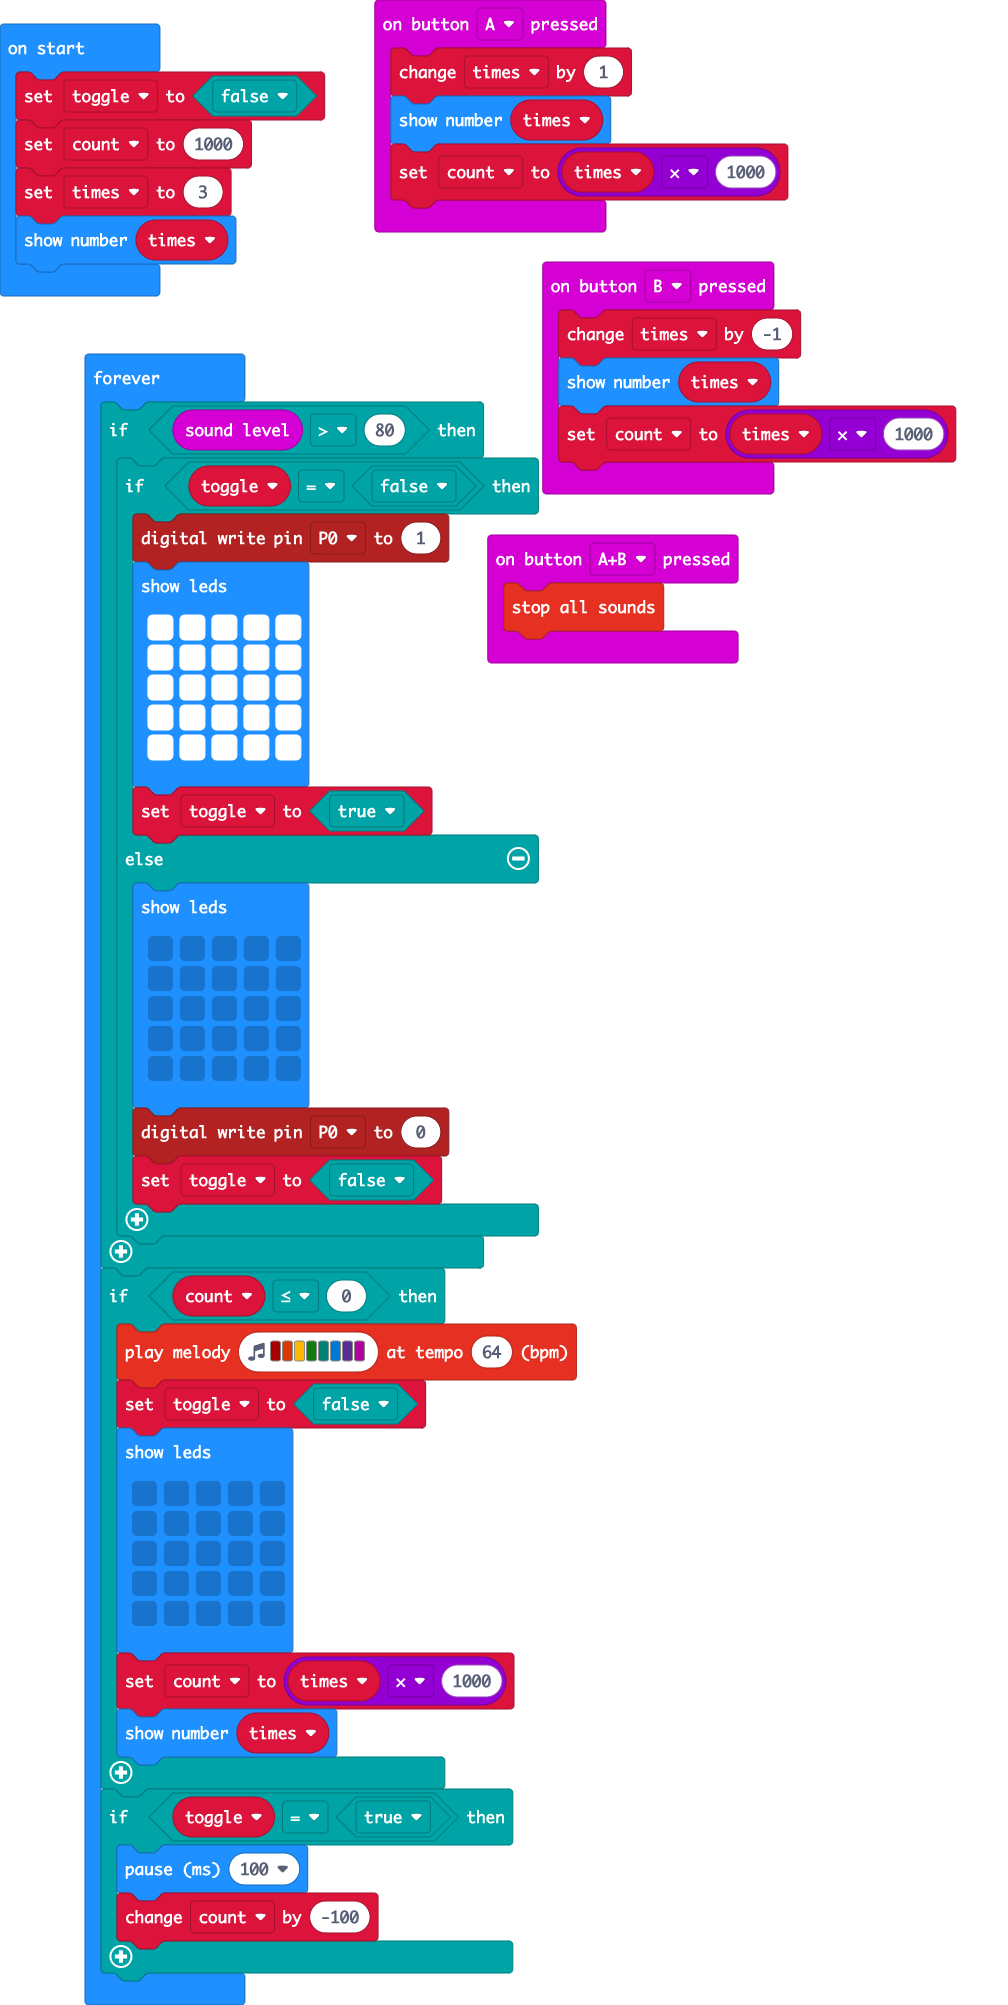 on start
set toggle to false
set count to 1000
set times to 3
show number times
on button A pressed
change times by 1
show number times
set count to times × 1000
on button B pressed
change times by -1
show number times
set count to times × 1000
on button A+B pressed
stop all sounds
forever
if sound level > 80 then
if toggle = false then
digital write pin P0 to 1
show leds
set toggle to true
else
show leds
digital write pin P0 to 0
set toggle to false
if count ≤ 0 then
play melody at tempo 64 (bpm)
set toggle to false
show leds
set count to times × 1000
show number times
if toggle = true then
pause (ms) 100
change count by -100